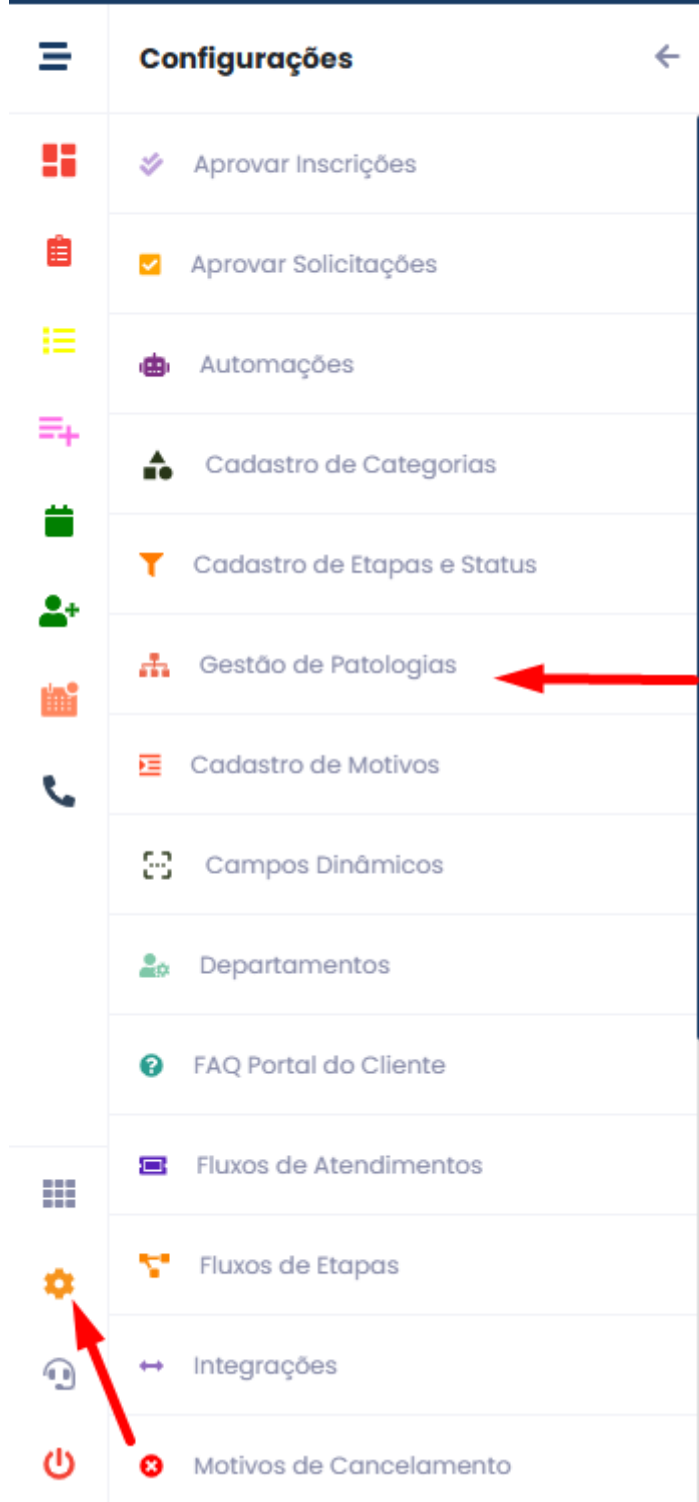 Configurações
Aprovar Inscrições
Aprovar Solicitações
Automações
Cadastro de Categorias
Cadastro de Etapas e Status
Gestão de Patologias
Cadastro de Motivos
Campos Dinâmicos
Departamentos
FAQ Portal do Cliente
Fluxos de Atendimentos
Fluxos de Etapas
Integrações
Motivos de Cancelamento